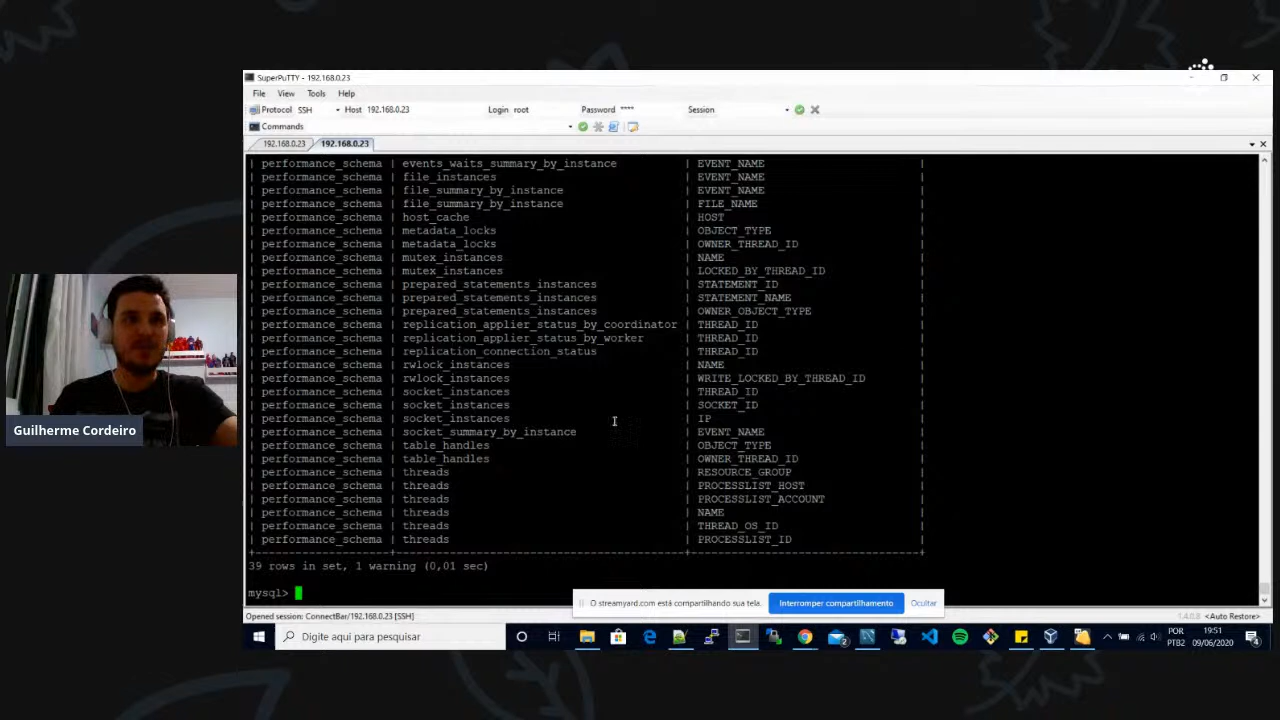 SuperPuTTY - 192.168.0.23
File View Tools Help
Protocol SSH Host 192.168.0.23 Login root Password **** Session
Commands
192.168.0.23 192.168.0.23
| performance_schema | events_waits_summary_by_instance | EVENT_NAME |
| performance_schema | file_instances | EVENT_NAME |
| performance_schema | file_summary_by_instance | EVENT_NAME |
| performance_schema | file_summary_by_instance | FILE_NAME |
| performance_schema | host_cache | HOST |
| performance_schema | metadata_locks | OBJECT_TYPE |
| performance_schema | metadata_locks | OWNER_THREAD_ID |
| performance_schema | mutex_instances | NAME |
| performance_schema | mutex_instances | LOCKED_BY_THREAD_ID |
| performance_schema | prepared_statements_instances | STATEMENT_ID |
| performance_schema | prepared_statements_instances | STATEMENT_NAME |
| performance_schema | prepared_statements_instances | OWNER_OBJECT_TYPE |
| performance_schema | replication_applier_status_by_coordinator | THREAD_ID |
| performance_schema | replication_applier_status_by_worker | THREAD_ID |
| performance_schema | replication_connection_status | THREAD_ID |
| performance_schema | rwlock_instances | NAME |
| performance_schema | rwlock_instances | WRITE_LOCKED_BY_THREAD_ID |
| performance_schema | socket_instances | THREAD_ID |
| performance_schema | socket_instances | SOCKET_ID |
| performance_schema | socket_instances | IP |
| performance_schema | socket_summary_by_instance | EVENT_NAME |
| performance_schema | table_handles | OBJECT_TYPE |
| performance_schema | table_handles | OWNER_THREAD_ID |
| performance_schema | threads | RESOURCE_GROUP |
| performance_schema | threads | PROCESSLIST_HOST |
| performance_schema | threads | PROCESSLIST_ACCOUNT |
| performance_schema | threads | NAME |
| performance_schema | threads | THREAD_OS_ID |
| performance_schema | threads | PROCESSLIST_ID |
39 rows in set, 1 warning (0,01 sec)
mysql>
Guilherme Cordeiro
O streamyard.com está compartilhando sua tela. Interromper compartilhamento Ocultar
Opened session: ConnectBar/192.168.0.23 [SSH] 1.4.0.8 <Auto Restore>
Digite aqui para pesquisar
2
POR 19:51
PTB2 09/06/2020
4